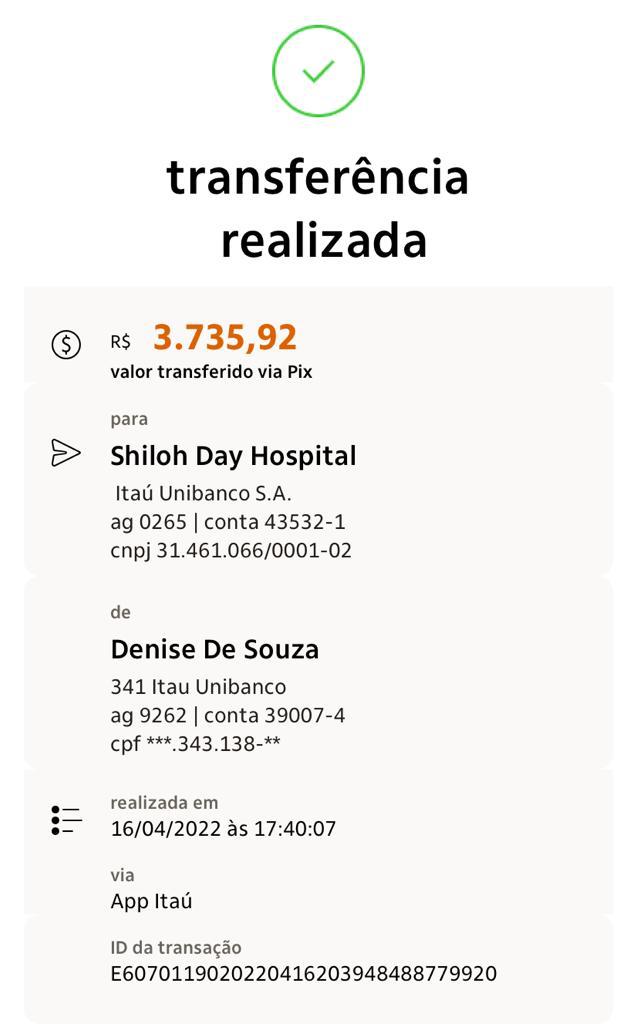 transferência
realizada
R$ 3.735,92
valor transferido via Pix
para
Shiloh Day Hospital
Itaú Unibanco S.A.
ag 0265 | conta 43532-1
cnpj 31.461.066/0001-02
de
Denise De Souza
341 Itau Unibanco
ag 9262 | conta 39007-4
cpf ***.343.138-**
realizada em
16/04/2022 às 17:40:07
via
App Itaú
ID da transação
E60701190202204162039484887799​20